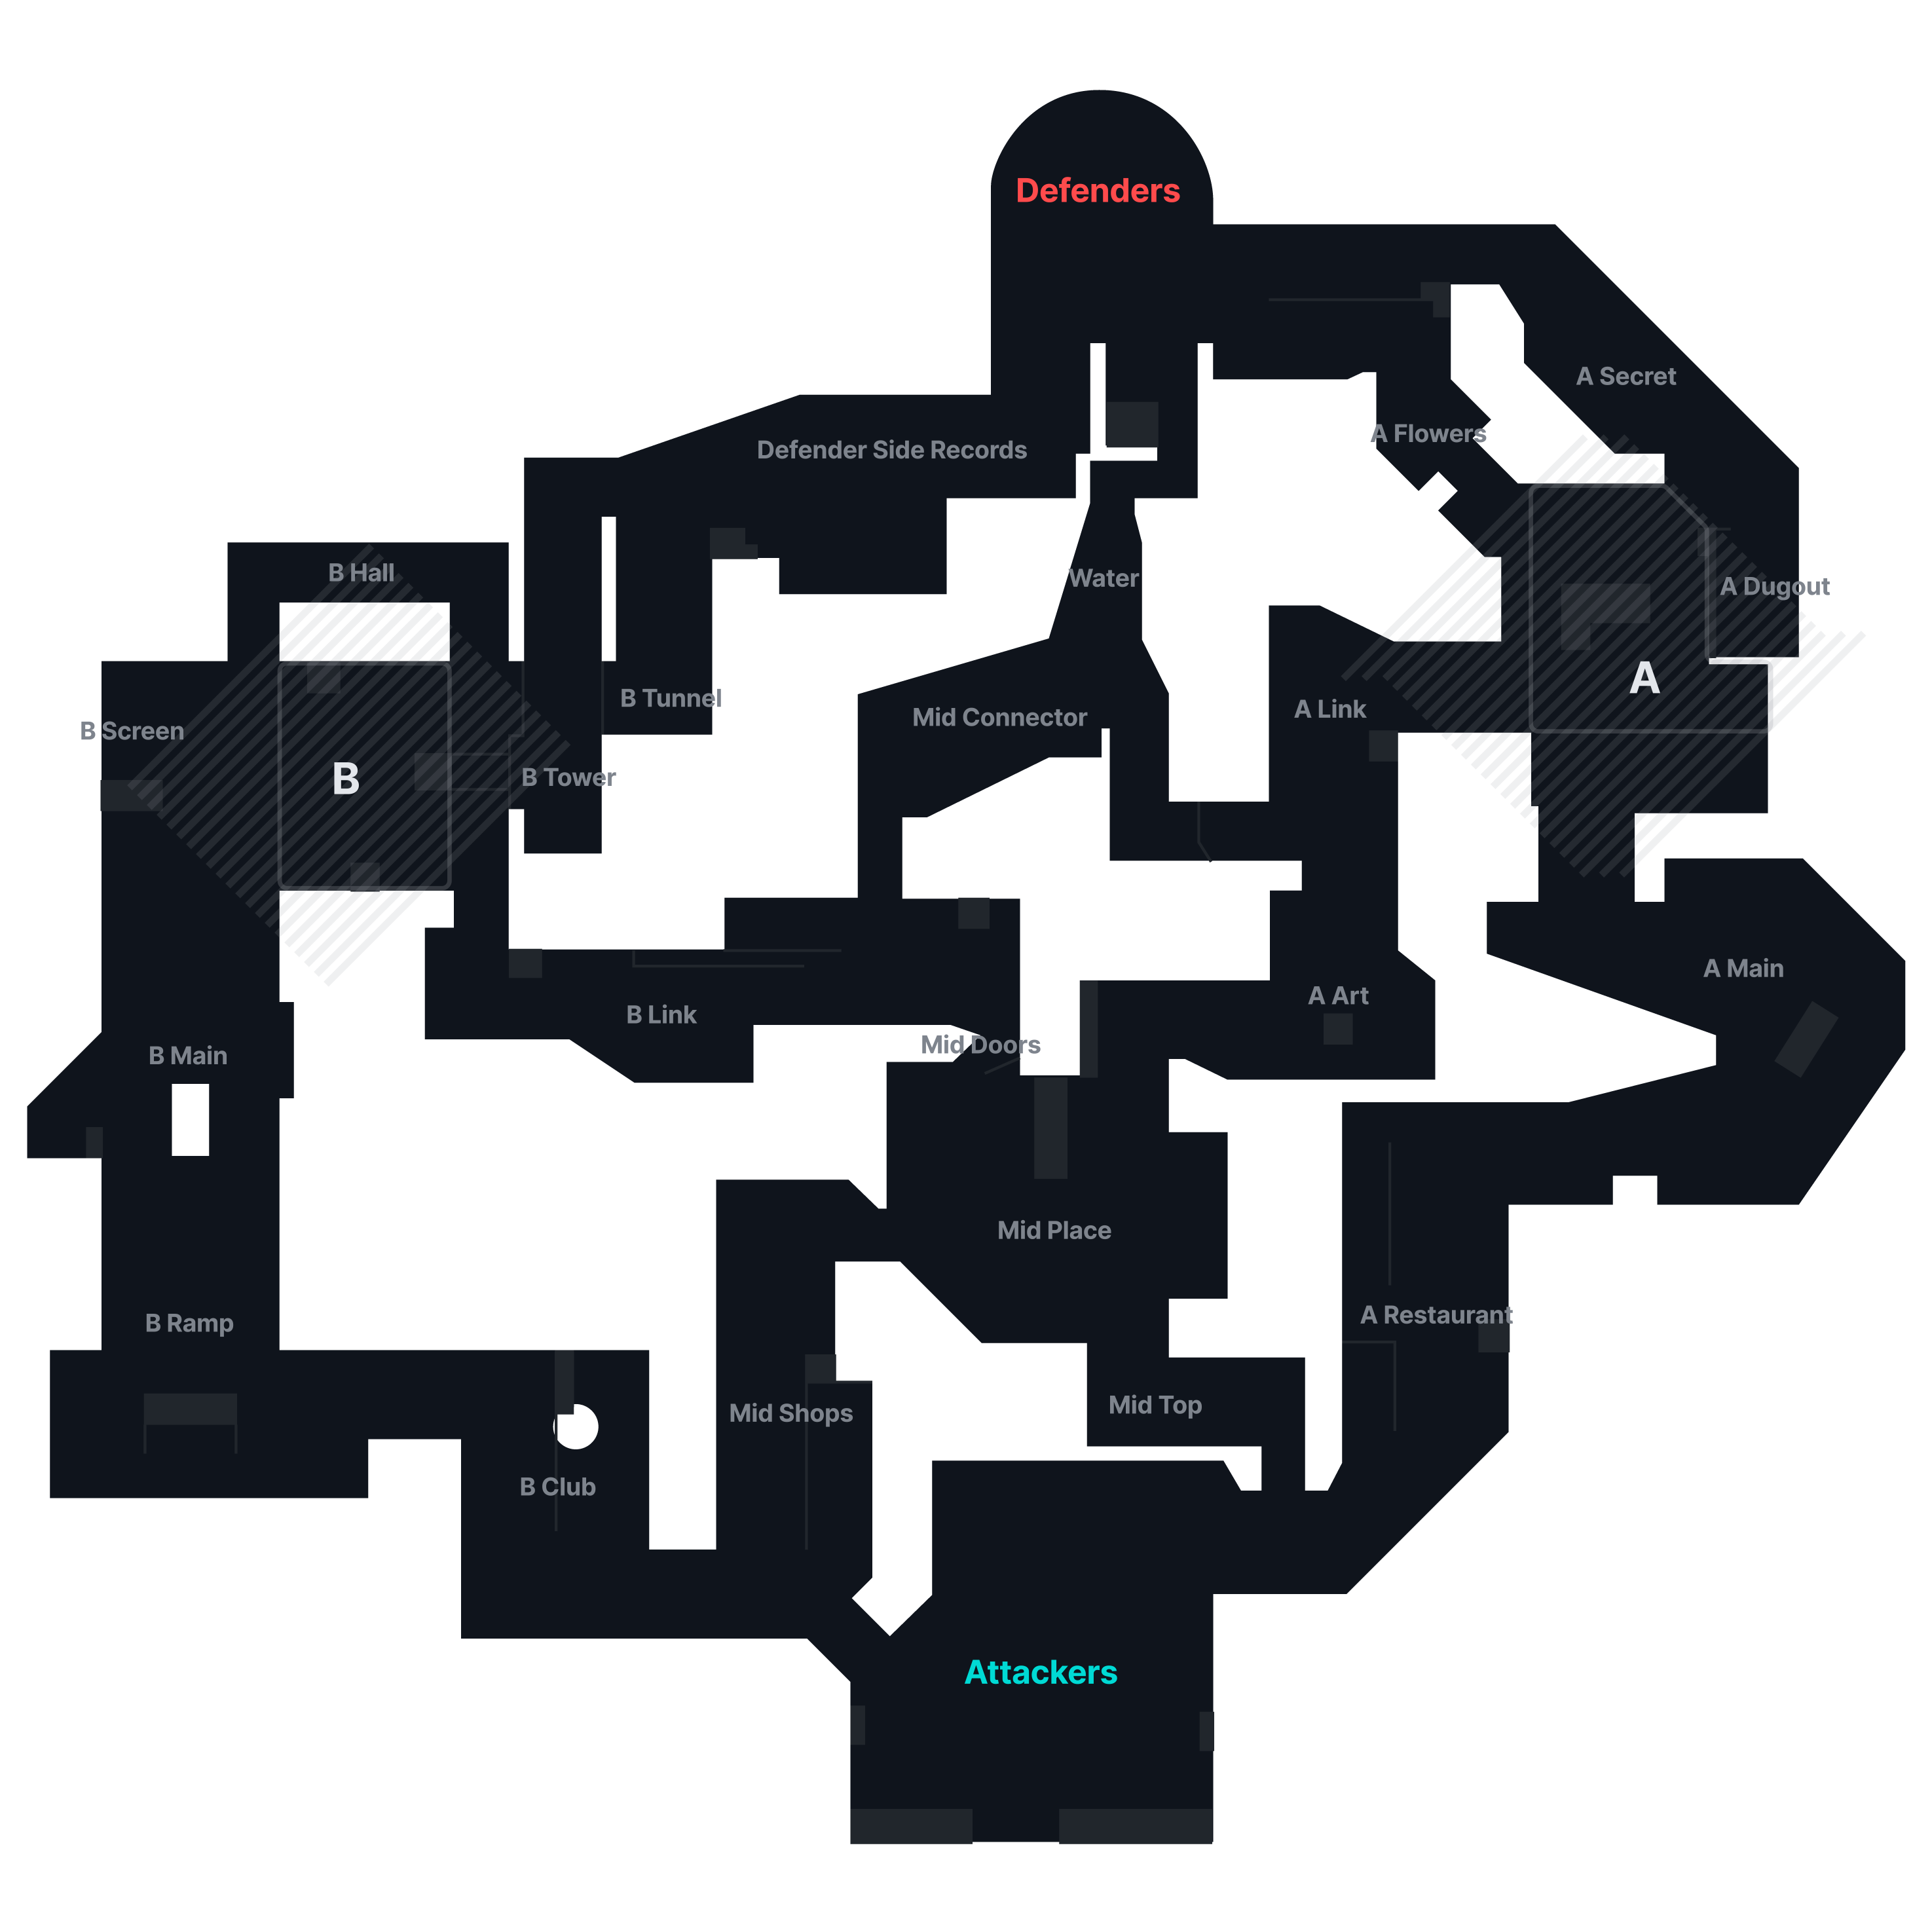 Defenders
A Secret
A Flowers
Defender Side Records
B Hall
Water
A Dugout
A
B Tunnel
A Link
Mid Connector
B Screen
B
B Tower
A Main
A Art
B Link
Mid Doors
B Main
Mid Place
A Restaurant
B Ramp
Mid Top
Mid Shops
B Club
Attackers